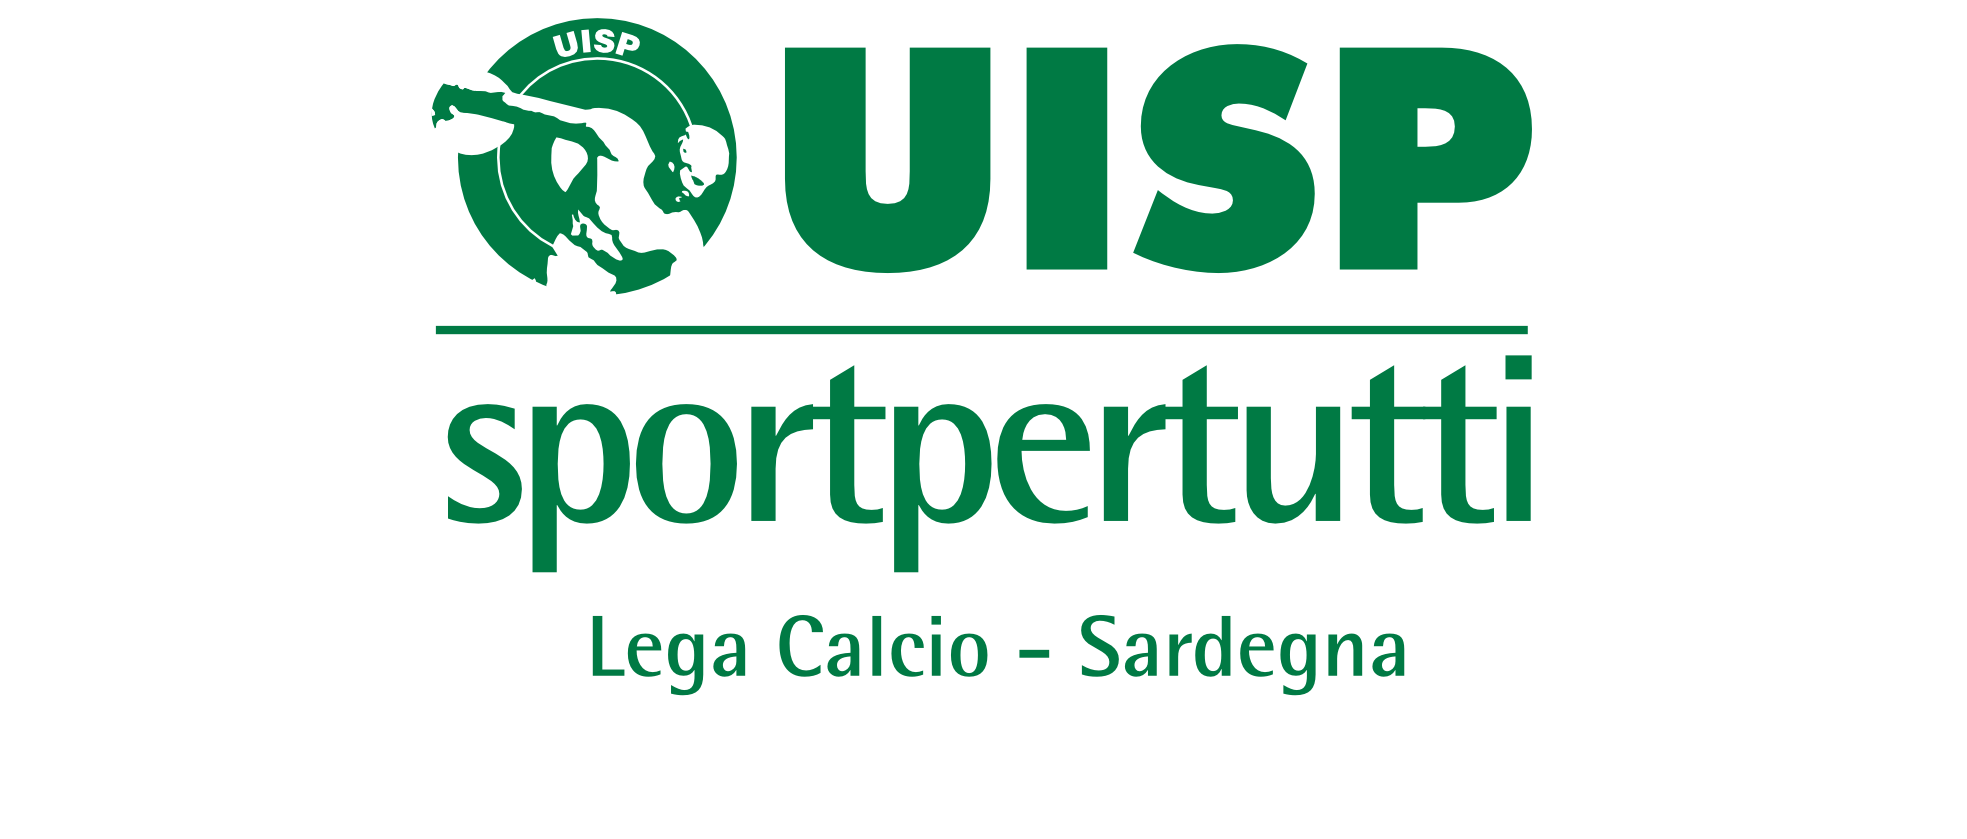 UISP
UISP
sportpertutti
Lega Calcio - Sardegna